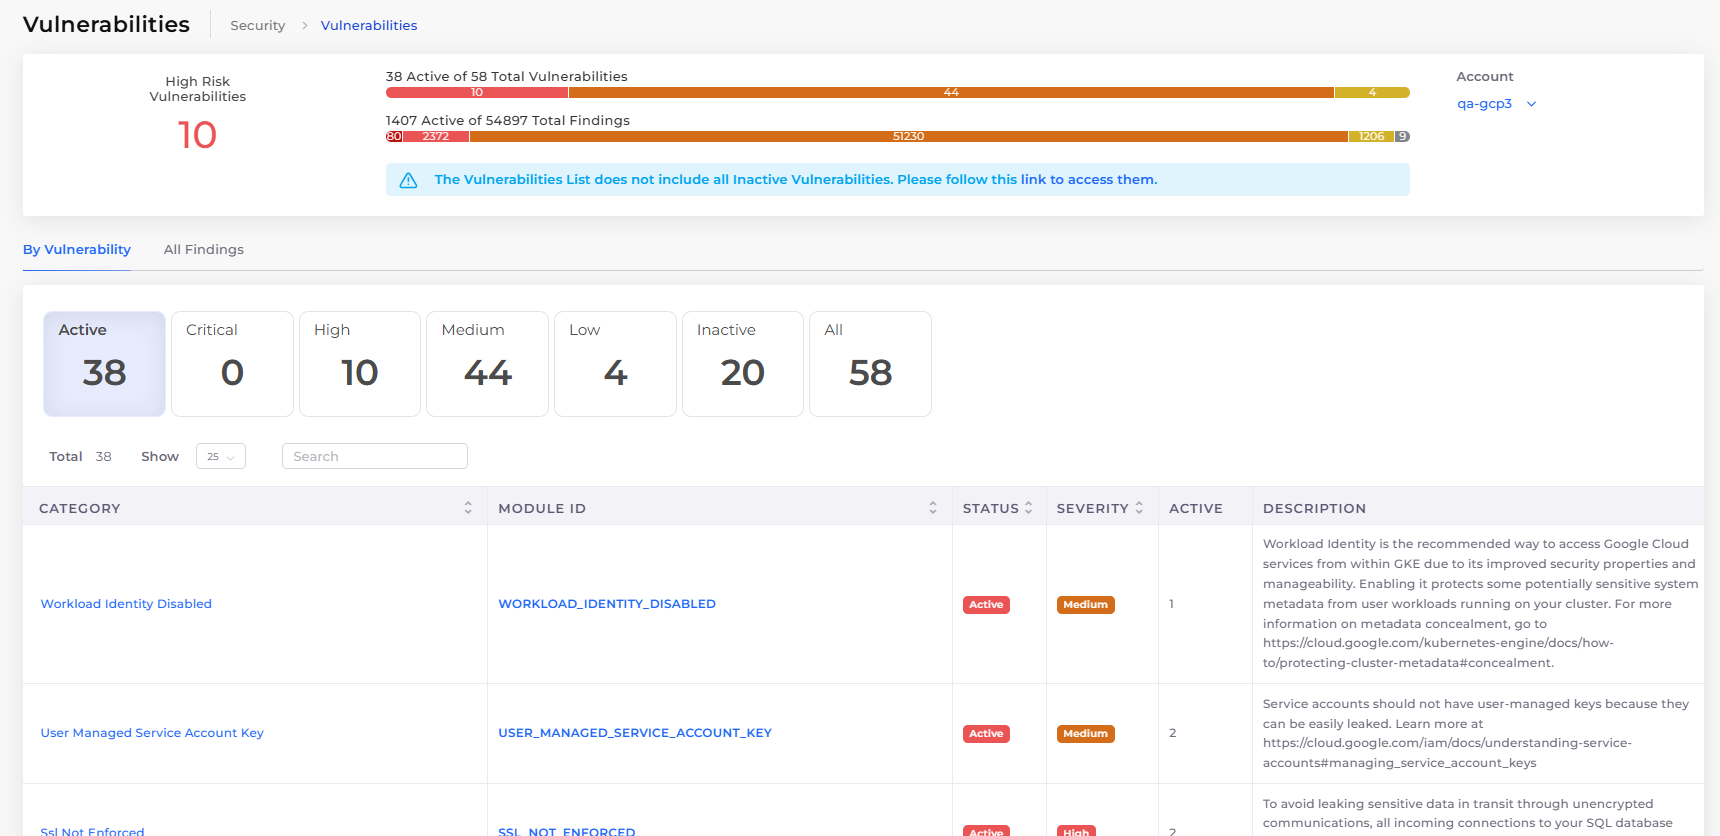 Vulnerabilities
Security > Vulnerabilities
High Risk
Vulnerabilities
10
38 Active of 58 Total Vulnerabilities
10 44 4
1407 Active of 54897 Total Findings
80 2372 51230 1206 9
The Vulnerabilities List does not include all Inactive Vulnerabilities. Please follow this link to access them.
Account
qa-gcp3
By Vulnerability All Findings
Active Critical High Medium Low Inactive All
38 0 10 44 4 20 58
Total 38 Show 25 Search
CATEGORY MODULE ID STATUS SEVERITY ACTIVE DESCRIPTION
Workload Identity Disabled WORKLOAD_IDENTITY_DISABLED Active Medium 1
Workload Identity is the recommended way to access Google Cloud
services from within GKE due to its improved security properties and
manageability. Enabling it protects some potentially sensitive system
metadata from user workloads running on your cluster. For more
information on metadata concealment, go to
https://cloud.google.com/kubernetes-engine/docs/how-
to/protecting-cluster-metadata#concealment.
User Managed Service Account Key USER_MANAGED_SERVICE_ACCOUNT_KEY Active Medium 2
Service accounts should not have user-managed keys because they
can be easily leaked. Learn more at
https://cloud.google.com/iam/docs/understanding-service-
accounts#managing_service_account_keys
Ssl Not Enforced SSL_NOT_ENFORCED Active High 2
To avoid leaking sensitive data in transit through unencrypted
communications, all incoming connections to your SQL database